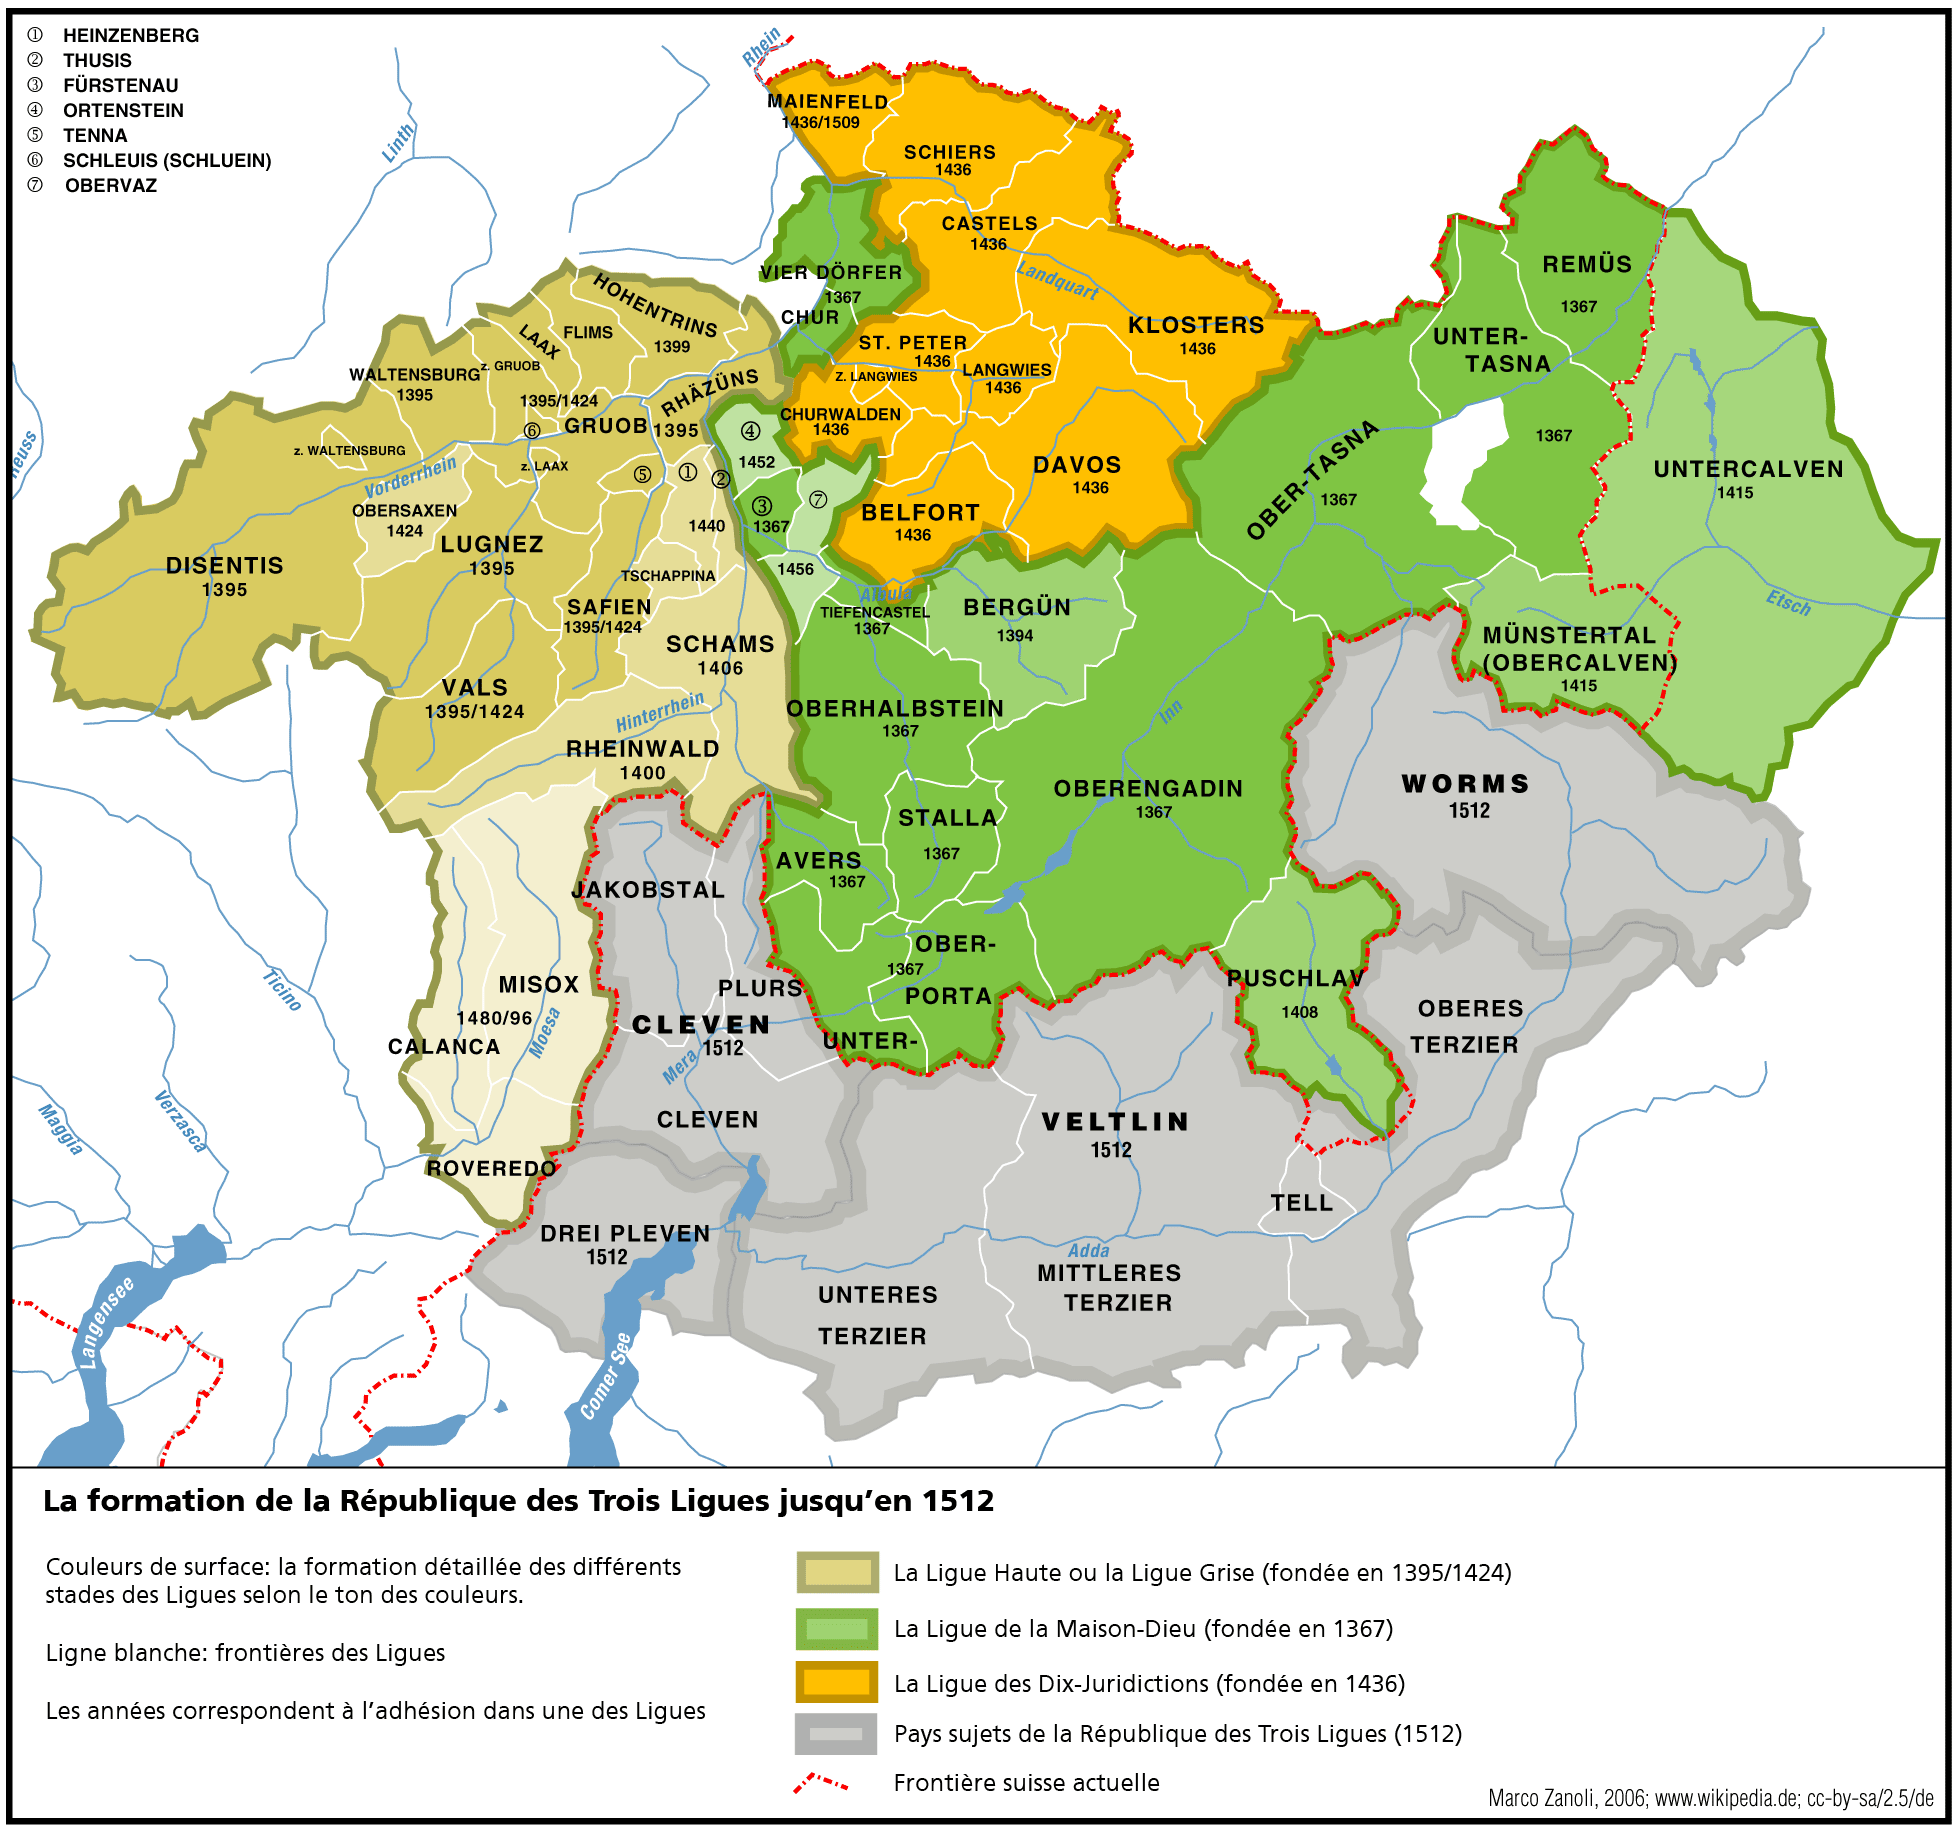 ① HEINZENBERG
② THUSIS
③ FÜRSTENAU
④ ORTENSTEIN
⑤ TENNA
⑥ SCHLEUIS (SCHLUEIN)
⑦ OBERVAZ
Rhein
Linth
MAIENFELD
1436/1509
SCHIERS
1436
CASTELS
1436
Landquart
KLOSTERS
1436
VIER DÖRFER
1367
CHUR
ST. PETER
1436
Z. LANGWIES
LANGWIES
1436
CHURWALDEN
1436
DAVOS
1436
BELFORT
1436
REMÜS
1367
UNTER-
TASNA
1367
OBER-TASNA
1367
UNTERCALVEN
1415
Etsch
MÜNSTERTAL
(OBERCALVEN)
1415
HOHENTRINS
1399
FLIMS
LAAX
z. GRUOB
WALTENSBURG
1395
1395/1424
GRUOB
RHÄZÜNS
1395
⑥
z. WALTENSBURG
Vorderrhein
z. LAAX
⑤
①
②
④
1452
③
1367
⑦
1440
1456
OBERSAXEN
1424
LUGNEZ
1395
DISENTIS
1395
TSCHAPPINA
SAFIEN
1395/1424
SCHAMS
1406
VALS
1395/1424
Hinterrhein
RHEINWALD
1400
Albula
TIEFENCASTEL
1367
BERGÜN
1394
OBERHALBSTEIN
1367
Inn
OBERENGADIN
1367
STALLA
1367
AVERS
1367
OBER-
1367
PORTA
UNTER-
PUSCHLAV
1408
WORMS
1512
OBERES
TERZIER
JAKOBSTAL
PLURS
CLEVEN
1512
Mera
CLEVEN
MISOX
1480/96
CALANCA
Moesa
ROVEREDO
Ticino
Verzasca
Maggia
VELTLIN
1512
TELL
Adda
MITTLERES
TERZIER
UNTERES
TERZIER
DREI PLEVEN
1512
Langensee
Comer See
La formation de la République des Trois Ligues jusqu'en 1512
Couleurs de surface: la formation détaillée des différents
stades des Ligues selon le ton des couleurs.
Ligne blanche: frontières des Ligues
Les années correspondent à l'adhésion dans une des Ligues
La Ligue Haute ou la Ligue Grise (fondée en 1395/1424)
La Ligue de la Maison-Dieu (fondée en 1367)
La Ligue des Dix-Juridictions (fondée en 1436)
Pays sujets de la République des Trois Ligues (1512)
Frontière suisse actuelle
Marco Zanoli, 2006; www.wikipedia.de; cc-by-sa/2.5/de